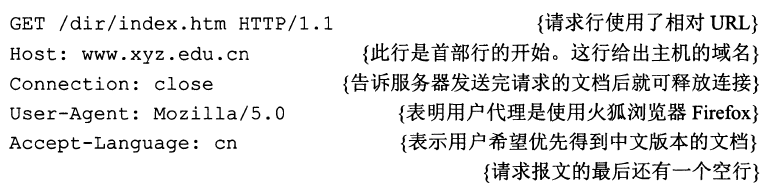 GET /dir/index.htm HTTP/1.1 {请求行使用了相对 URL}
Host: www.xyz.edu.cn {此行是首部行的开始。这行给出主机的域名}
Connection: close {告诉服务器发送完请求的文档后就可释放连接}
User-Agent: Mozilla/5.0 {表明用户代理是使用火狐浏览器 Firefox}
Accept-Language: cn {表示用户希望优先得到中文版本的文档}
{请求报文的最后还有一个空行}